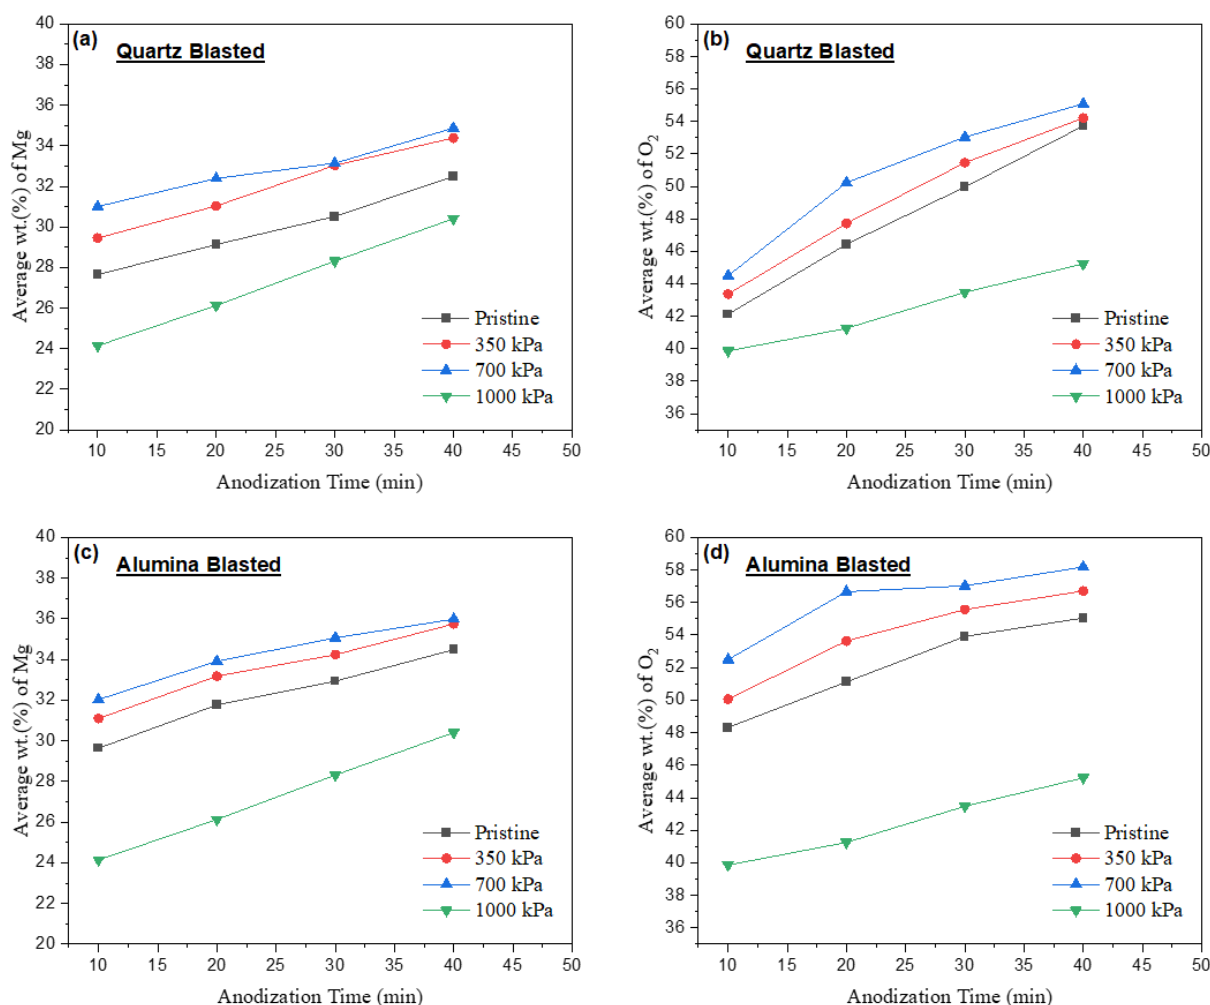 (a)
Quartz Blasted
40
38
36
34
32
30
28
26
24
22
20
Average wt.(%) of Mg
10 15 20 25 30 35 40 45 50
Anodization Time (min)
Pristine
350 kPa
700 kPa
1000 kPa
(b)
Quartz Blasted
60
58
56
54
52
50
48
46
44
42
40
38
36
Average wt.(%) of O₂
10 15 20 25 30 35 40 45 50
Anodization Time (min)
Pristine
350 kPa
700 kPa
1000 kPa
(c)
Alumina Blasted
40
38
36
34
32
30
28
26
24
22
20
Average wt.(%) of Mg
10 15 20 25 30 35 40 45 50
Anodization Time (min)
Pristine
350 kPa
700 kPa
1000 kPa
(d)
Alumina Blasted
60
58
56
54
52
50
48
46
44
42
40
38
36
Average wt.(%) of O₂
10 15 20 25 30 35 40 45 50
Anodization Time (min)
Pristine
350 kPa
700 kPa
1000 kPa